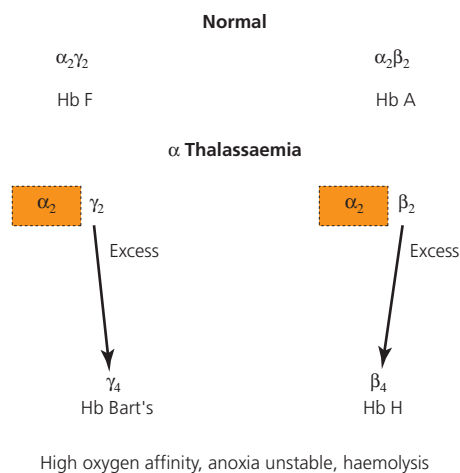 Normal
α₂γ₂ α₂β₂
Hb F Hb A
α Thalassaemia
α₂ γ₂ α₂ β₂
Excess Excess
γ₄ β₄
Hb Bart's Hb H
High oxygen affinity, anoxia unstable, haemolysis